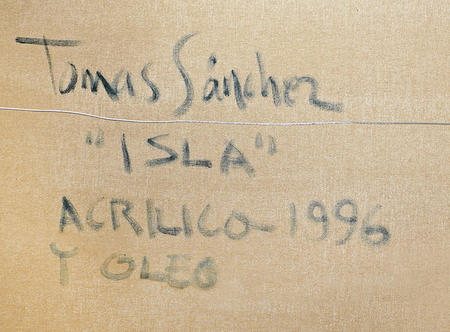 Tomas Sánchez
"ISLA"
ACRILICO-1996
Y OLEO